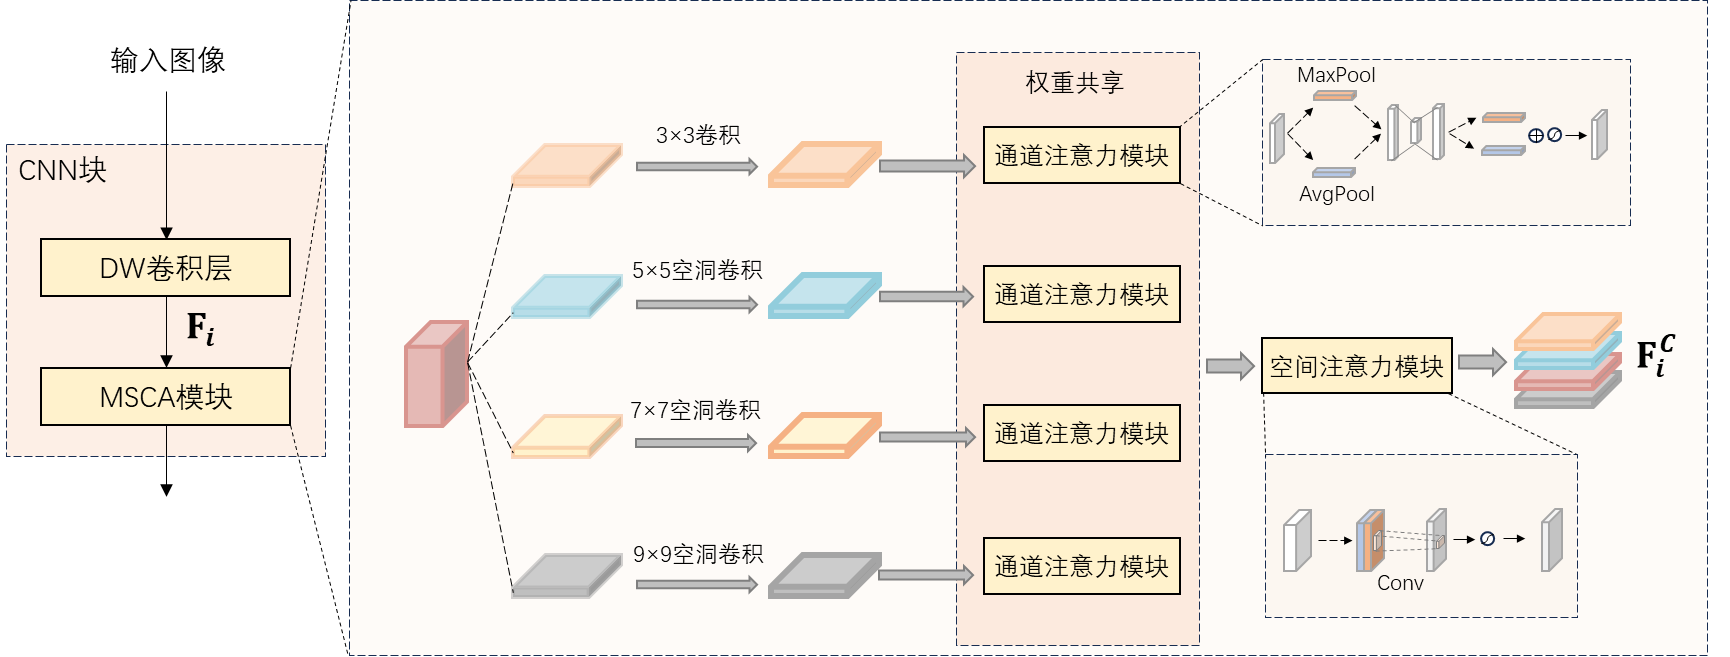 输入图像
CNN块
DW卷积层
F_i
MSCA模块
3×3卷积
5×5空洞卷积
7×7空洞卷积
9×9空洞卷积
权重共享
通道注意力模块
通道注意力模块
通道注意力模块
通道注意力模块
MaxPool
AvgPool
空间注意力模块
F_i^C
Conv